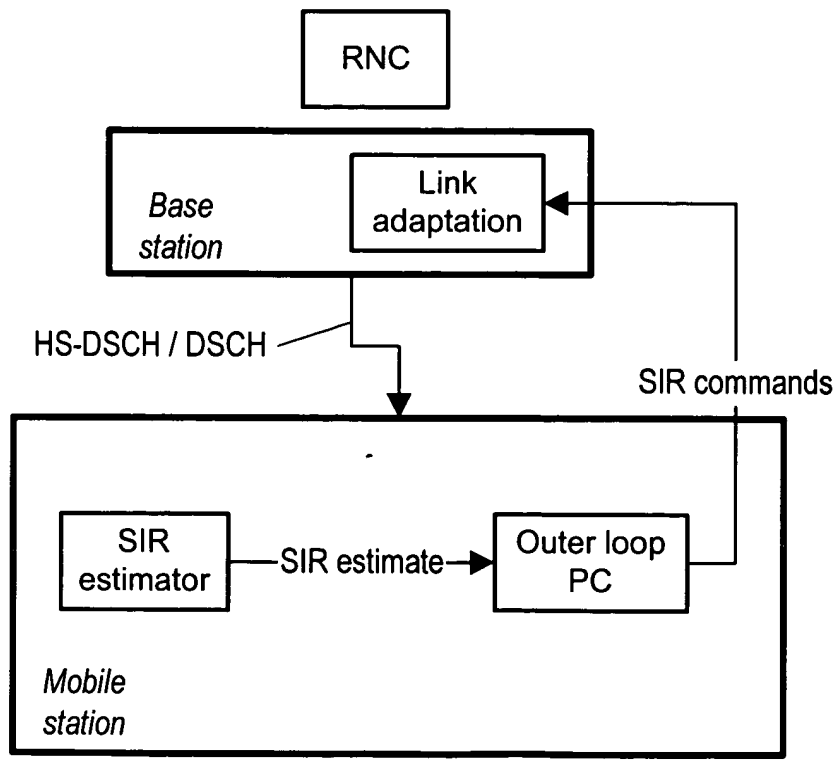 RNC
Base
station
Link
adaptation
HS-DSCH / DSCH
SIR commands
SIR
estimator
SIR estimate
Outer loop
PC
Mobile
station